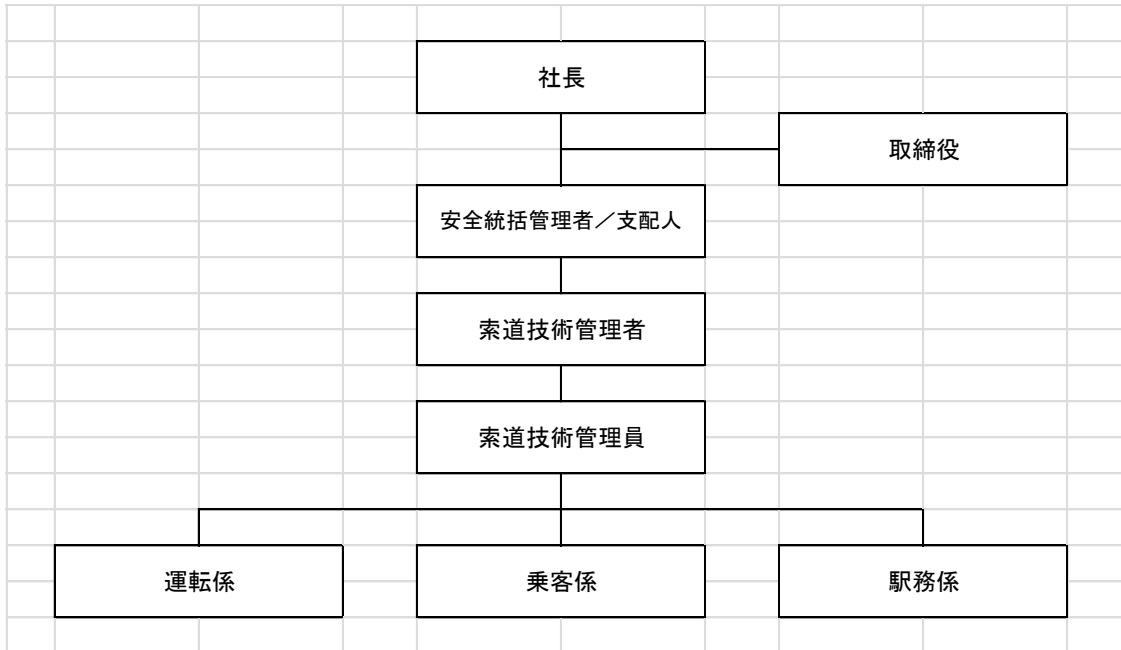 社長
取締役
安全統括管理者／支配人
索道技術管理者
索道技術管理員
運転係
乗客係
駅務係